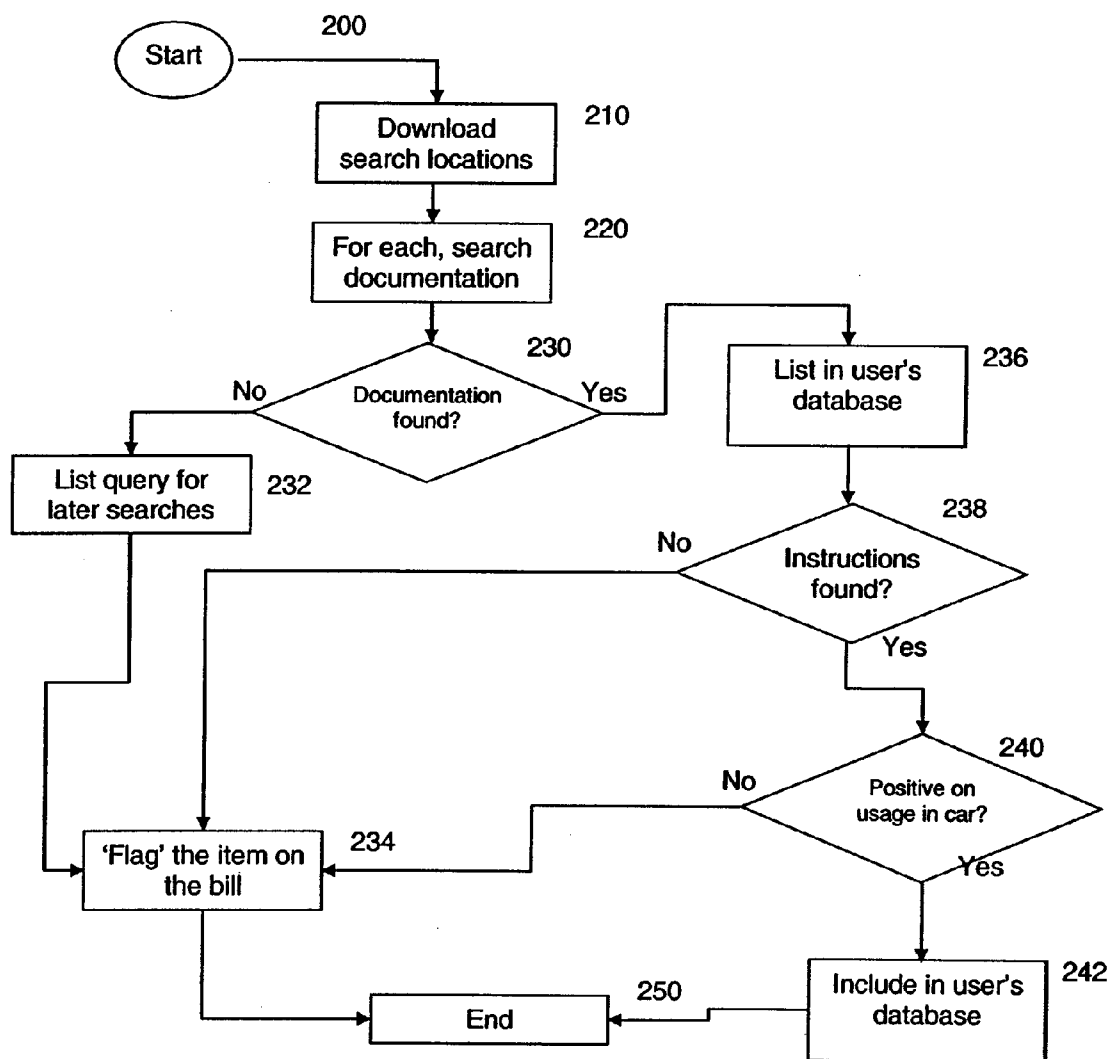 200
Start
210
Download
search locations
220
For each, search
documentation
230
Documentation
found?
No
Yes
236
List in user's
database
232
List query for
later searches
238
Instructions
found?
No
Yes
240
Positive on
usage in car?
No
Yes
234
'Flag' the item on
the bill
242
Include in user's
database
250
End